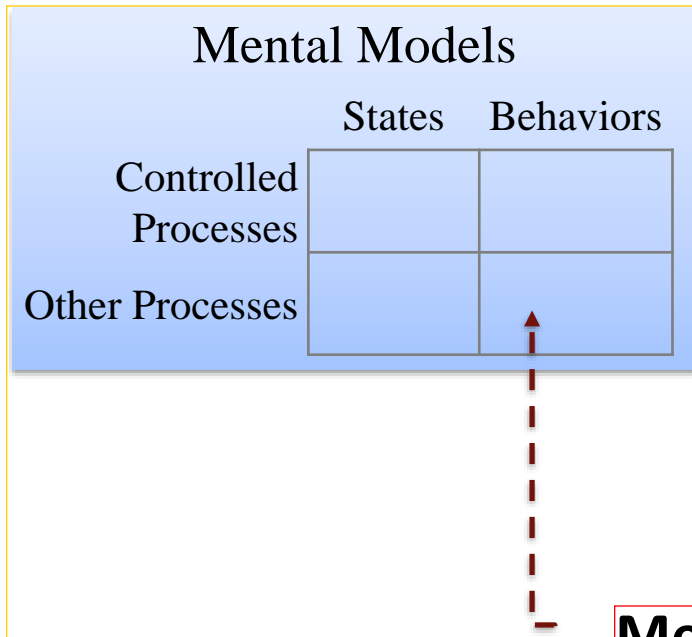 Mental Models
States Behaviors
Controlled
Processes
Other Processes